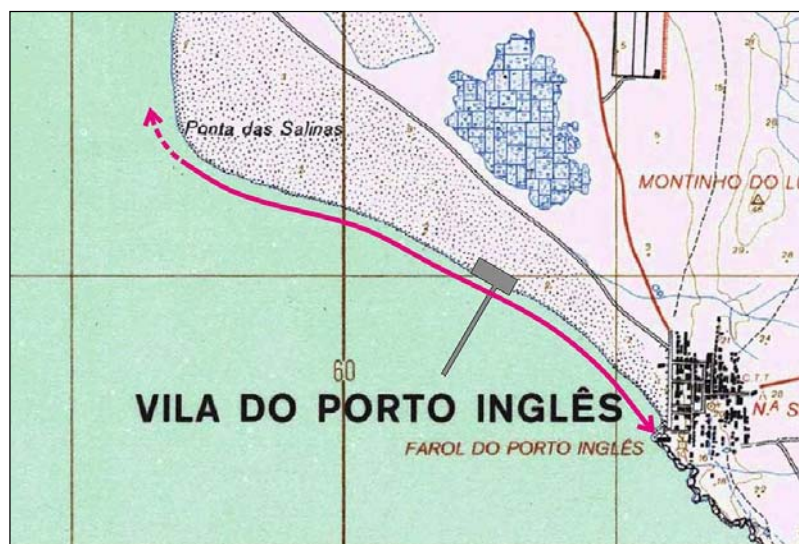 Ponta das Salinas
MONTINHO DO
60
VILA DO PORTO INGLÊS
C.T.T.
N.A S
FAROL DO PORTO INGLÊS